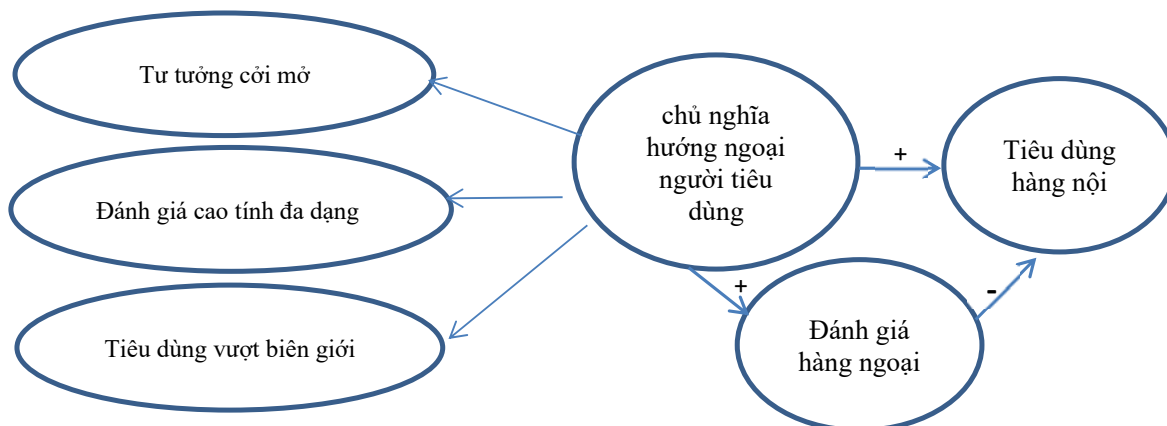 Tư tưởng cởi mở
Đánh giá cao tính đa dạng
Tiêu dùng vượt biên giới
chủ nghĩa
hướng ngoại
người tiêu
dùng
+
+
Đánh giá
hàng ngoại
-
Tiêu dùng
hàng nội